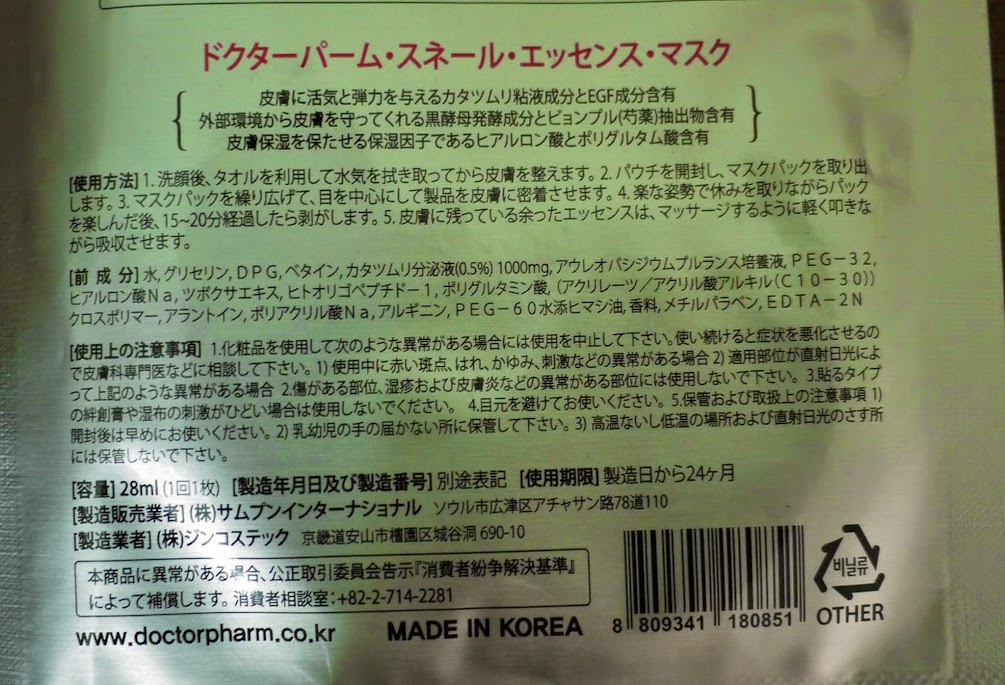 ドクターパーム・スネール・エッセンス・マスク
皮膚に活気と弾力を与えるカタツムリ粘液成分とEGF成分含有
外部環境から皮膚を守ってくれる黒酵母発酵成分とビョンプル(芍薬)抽出物含有
皮膚保湿を保たせる保湿因子であるヒアルロン酸とポリグルタム酸含有
[使用方法] 1. 洗顔後、タオルを利用して水気を拭き取ってから皮膚を整えます。2. パウチを開封し、マスクパックを取り出
します。3. マスクパックを繰り広げて、目を中心にして製品を皮膚に密着させます。4. 楽な姿勢で休みを取りながらパック
を楽しんだ後、15~20分経過したら剥がします。5. 皮膚に残っている余ったエッセンスは、マッサージするように軽く叩きな
がら吸収させます。
[前 成 分] 水, グリセリン, DPG, ベタイン, カタツムリ分泌液(0.5%) 1000mg, アウレオバシジウムプルランス培養液, PEG-32,
ヒアルロン酸Na, ツボクサエキス, ヒトオリゴペプチドー1, ポリグルタミン酸, (アクリレーツ/アクリル酸アルキル(C10-30))
クロスポリマー, アラントイン, ポリアクリル酸Na, アルギニン, PEG-60水添ヒマシ油, 香料, メチルパラベン, EDTA-2N
[使用上の注意事項] 1.化粧品を使用して次のような異常がある場合には使用を中止して下さい。使い続けると症状を悪化させるの
で皮膚科専門医などに相談して下さい。1) 使用中に赤い斑点、はれ、かゆみ、刺激などの異常がある場合 2) 適用部位が直射日光によ
って上記のような異常がある場合 2.傷がある部位、湿疹および皮膚炎などの異常がある部位には使用しないで下さい。3.貼るタイプ
の絆創膏や湿布の刺激がひどい場合は使用しないでください。 4.目元を避けてお使いください。5.保管および取扱上の注意事項 1)
開封後は早めにお使いください。2) 乳幼児の手の届かない所に保管して下さい。3) 高温ないし低温の場所および直射日光のさす所
には保管しないで下さい。
[容量] 28ml (1回1枚) [製造年月日及び製造番号] 別途表記 [使用期限] 製造日から24ヶ月
[製造販売業者] (株)サムブンインターナショナル ソウル市広津区アチャサン路78道110
[製造業者] (株)ジンコステック 京畿道安山市檀園区城谷洞 690-10
本商品に異常がある場合、公正取引委員会告示『消費者紛争解決基準』
によって補償します。消費者相談室：+82-2-714-2281
비닐류
OTHER
www.doctorpharm.co.kr MADE IN KOREA 8 809341 180851